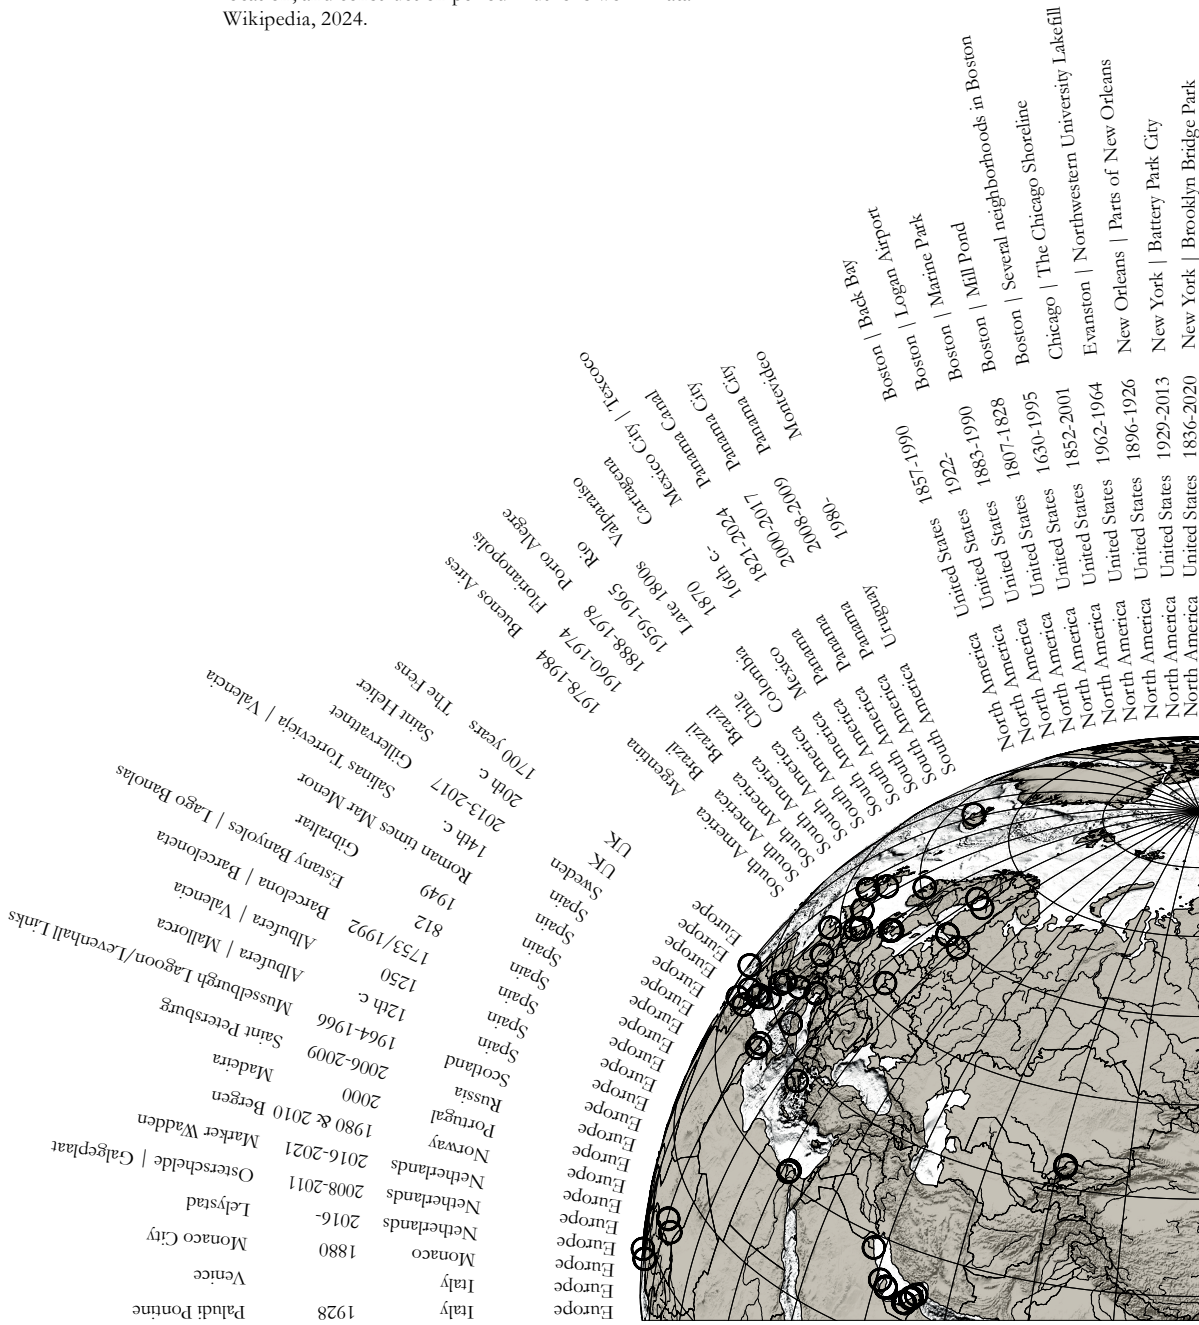 Wikipedia, 2024.
Europe Italy 1928 Paludi Pontine
Europe Italy Venice
Europe Monaco 1880 Monaco City
Europe Netherlands 2016- Lelystad
Europe Netherlands 2008-2011 Osterschelde | Galgeplaat
Europe Netherlands 2016-2021 Marker Wadden
Europe Norway 1980 & 2010 Bergen
Europe Portugal 2000 Madeira
Europe Russia 2006-2009 Saint Petersburg
Europe Scotland 1964-1966 Musselburgh Lagoon/Levenhall Links
Europe Spain 12th c. Albufera | Mallorca
Europe Spain 1250 Albufera | Valencia
Europe Spain 1753/1992 Barcelona | Barceloneta
Europe Spain 812 Estany Banyoles | Lago Banolas
Europe Spain 1949 Gibraltar
Europe Spain Roman times Mar Menor
Europe Spain 14th c. Salinas Torrevieja | Valencia
Europe Sweden 2013-2017 Gillervattnet
Europe UK 20th c. Saint Helier
Europe UK 1700 years The Fens
South America Argentina 1978-1984 Buenos Aires
South America Brazil 1960-1974 Florianopolis
South America Brazil 1888-1978 Porto Alegre
South America Brazil 1959-1965 Rio
South America Chile Late 1800s Valparaíso
South America Colombia 1870 Cartagena
South America Mexico 16th c- Mexico City | Texcoco
South America Panama 1821-2024 Panama Canal
South America Panama 2000-2017 Panama City
South America Panama 2008-2009 Panama City
South America Uruguay 1980- Montevideo
North America United States 1857-1990 Boston | Back Bay
North America United States 1922- Boston | Logan Airport
North America United States 1883-1990 Boston | Marine Park
North America United States 1807-1828 Boston | Mill Pond
North America United States 1630-1995 Boston | Several neighborhoods in Boston
North America United States 1852-2001 Chicago | The Chicago Shoreline
North America United States 1962-1964 Evanston | Northwestern University Lakefill
North America United States 1896-1926 New Orleans | Parts of New Orleans
North America United States 1929-2013 New York | Battery Park City
North America United States 1836-2020 New York | Brooklyn Bridge Park